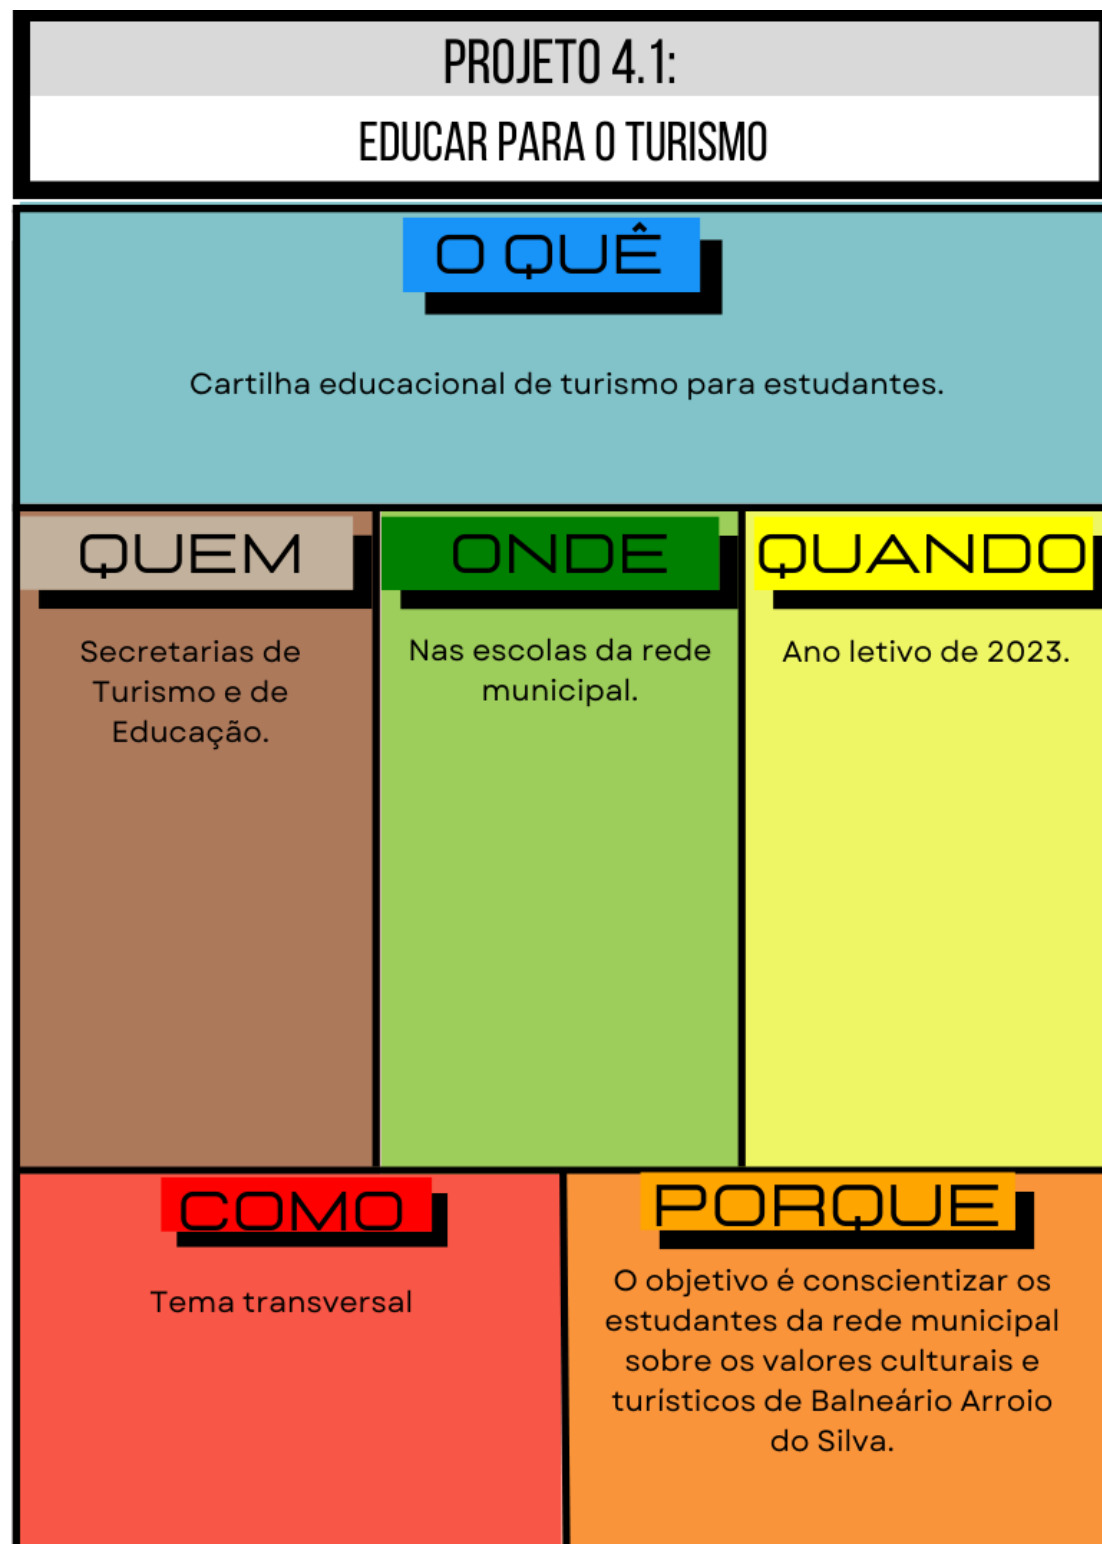 PROJETO 4.1:
EDUCAR PARA O TURISMO
O QUÊ
Cartilha educacional de turismo para estudantes.
QUEM
Secretarias de
Turismo e de
Educação.
ONDE
Nas escolas da rede
municipal.
QUANDO
Ano letivo de 2023.
COMO
Tema transversal
PORQUE
O objetivo é conscientizar os
estudantes da rede municipal
sobre os valores culturais e
turísticos de Balneário Arroio
do Silva.